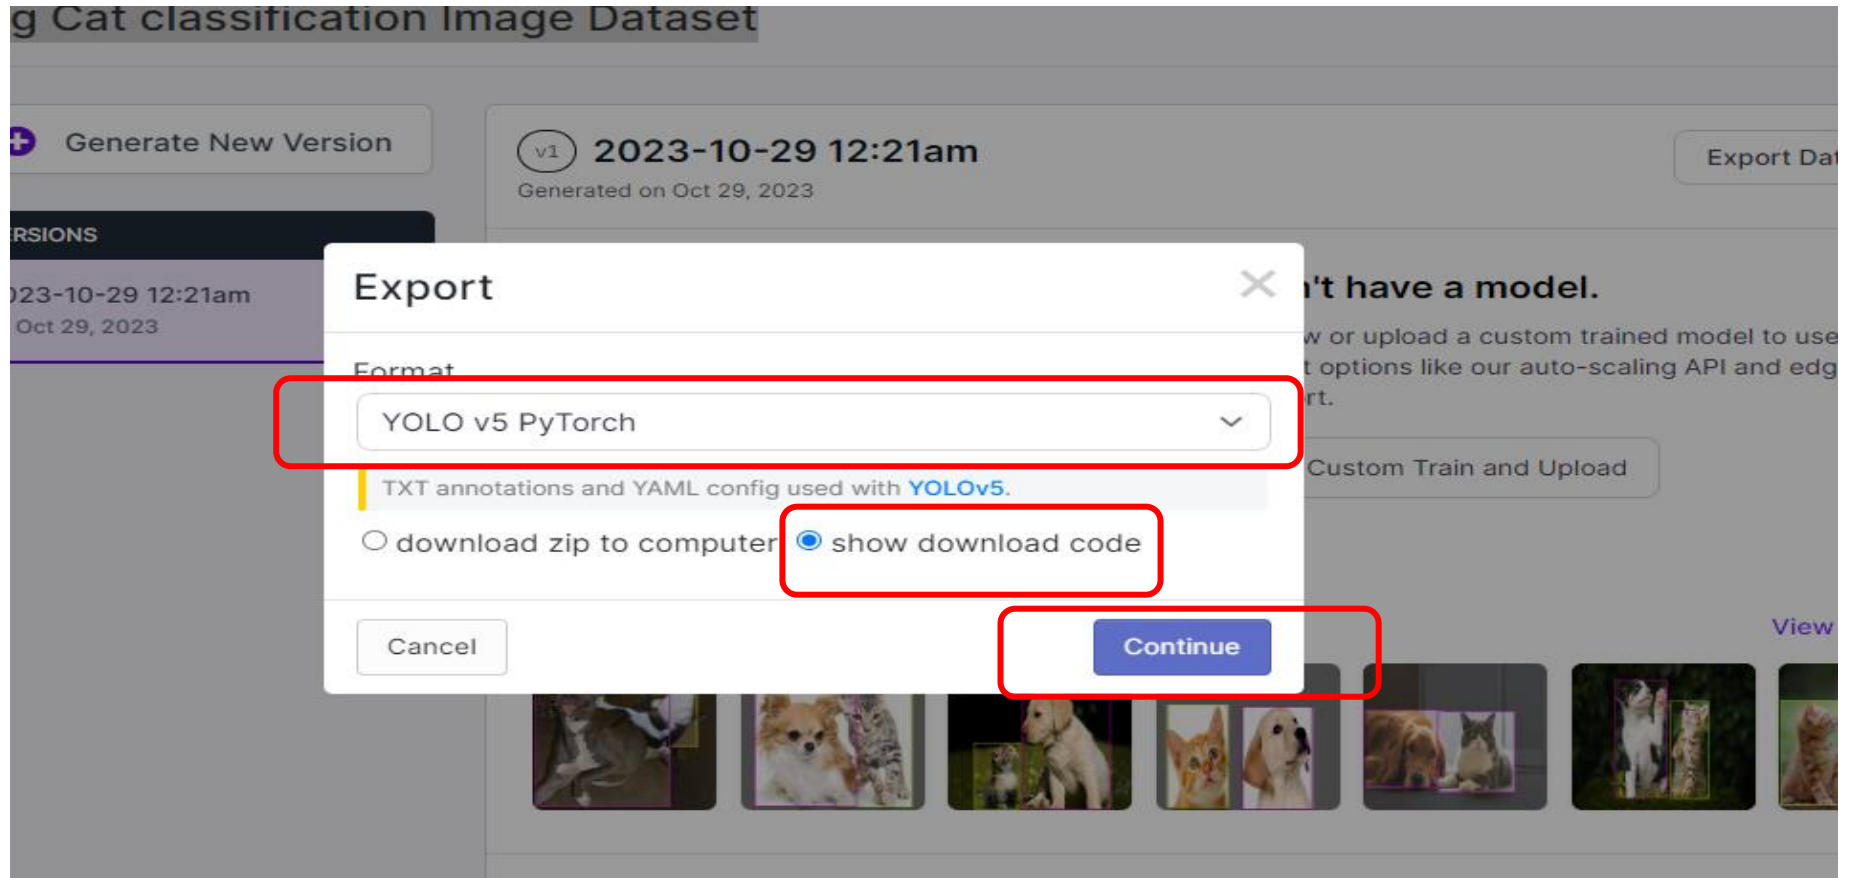 g Cat classification Image Dataset
Generate New Version
v1 2023-10-29 12:21am
Generated on Oct 29, 2023
Export Dat
ERSIONS
023-10-29 12:21am
Oct 29, 2023
Export
n't have a model.
w or upload a custom trained model to use
t options like our auto-scaling API and edg
rt.
Format
YOLO v5 PyTorch
TXT annotations and YAML config used with YOLOv5.
download zip to computer show download code
Cancel
Continue
Custom Train and Upload
View